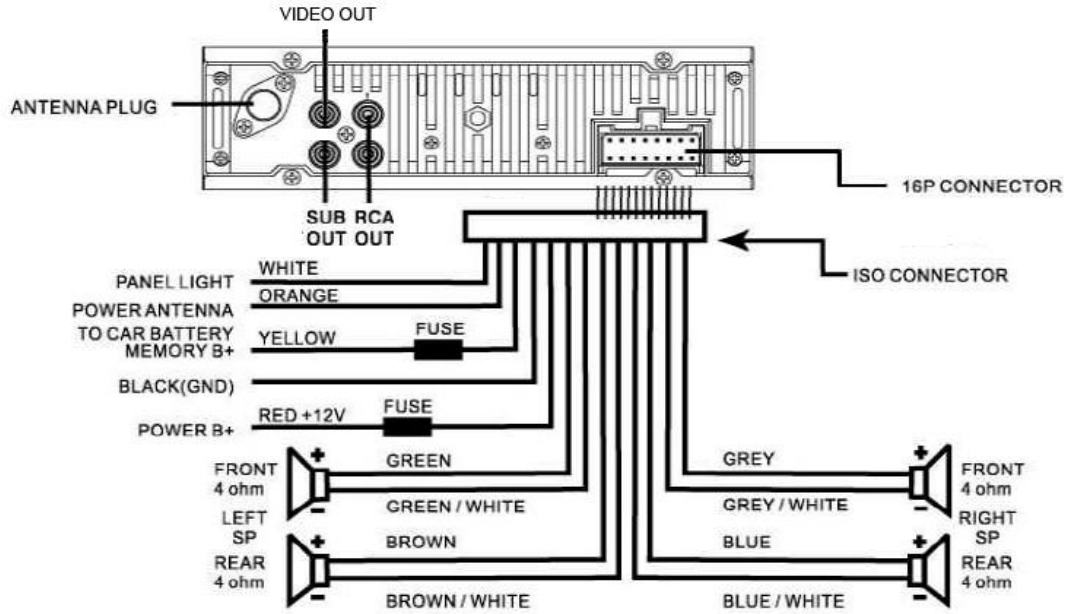 VIDEO OUT
ANTENNA PLUG
16P CONNECTOR
SUB RCA
OUT OUT
ISO CONNECTOR
PANEL LIGHT WHITE
POWER ANTENNA ORANGE
TO CAR BATTERY
MEMORY B+ YELLOW FUSE
BLACK(GND)
POWER B+ RED +12V FUSE
FRONT
4 ohm
+
-
GREEN
GREEN / WHITE
LEFT
SP
REAR
4 ohm
+
-
BROWN
BROWN / WHITE
GREY
GREY / WHITE
+
-
FRONT
4 ohm
RIGHT
SP
BLUE
BLUE / WHITE
+
-
REAR
4 ohm